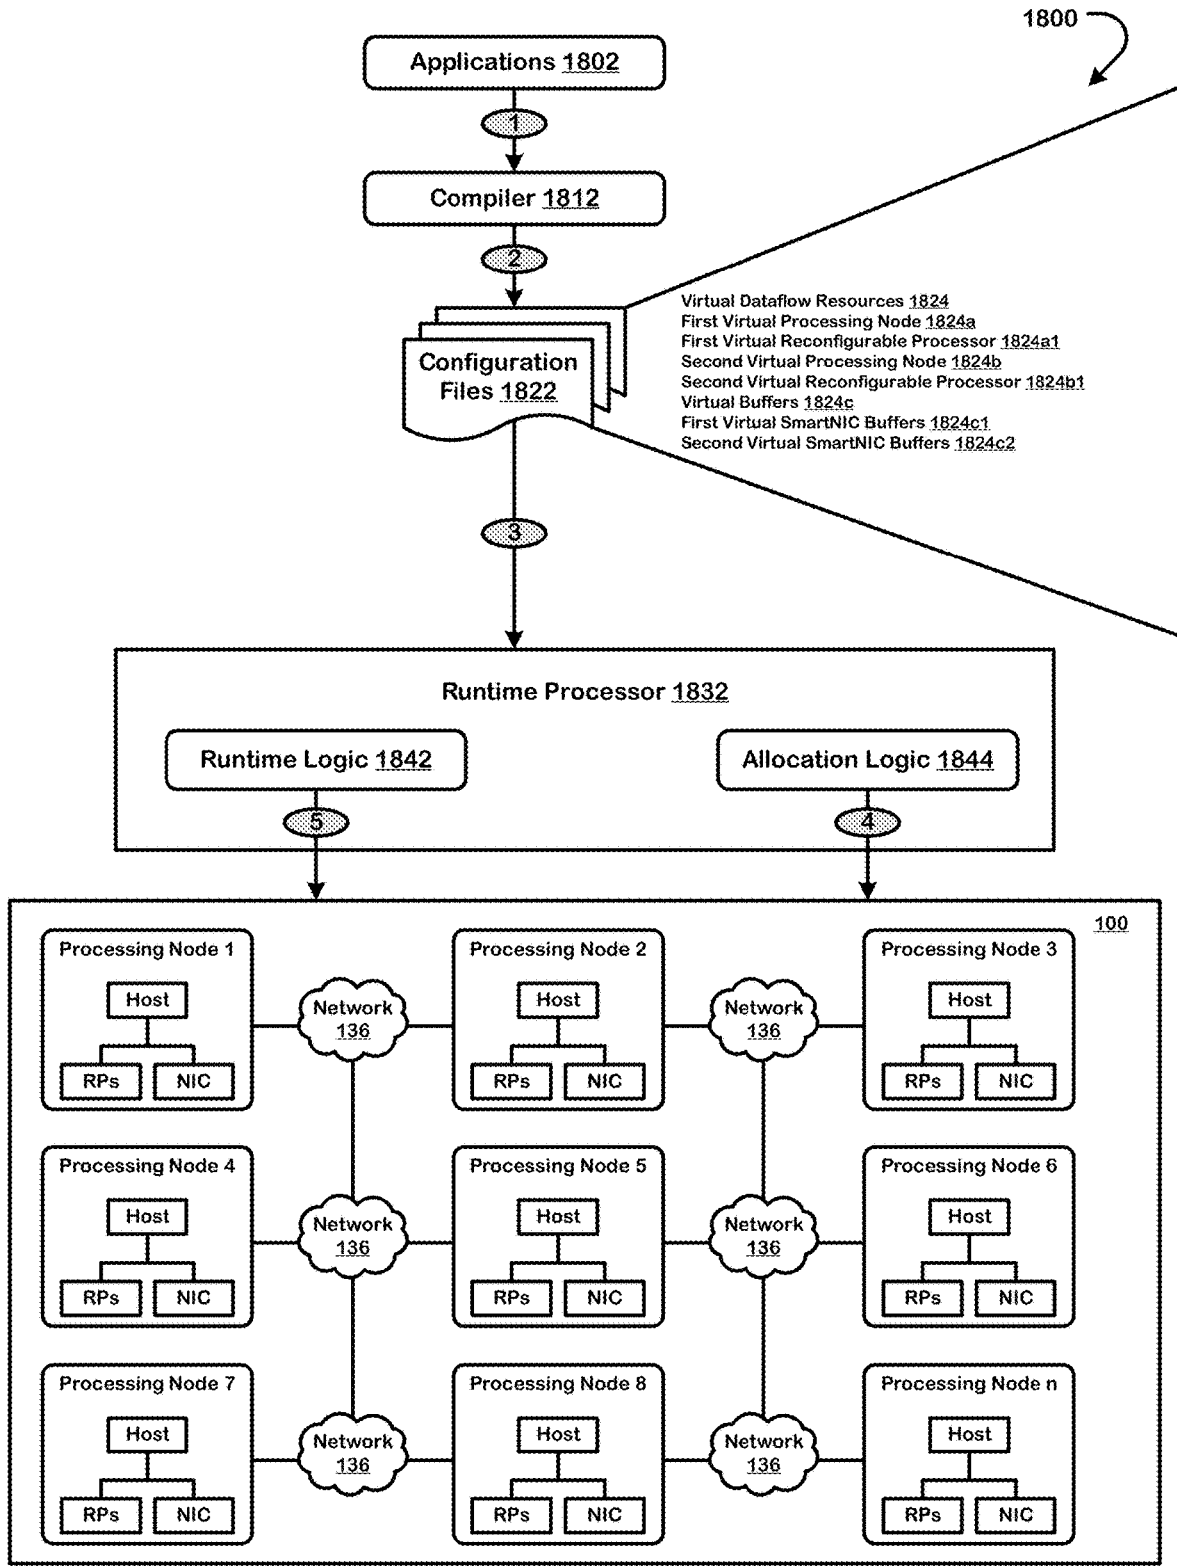 1800
Applications 1802
1
Compiler 1812
2
Virtual Dataflow Resources 1824
First Virtual Processing Node 1824a
First Virtual Reconfigurable Processor 1824a1
Second Virtual Processing Node 1824b
Second Virtual Reconfigurable Processor 1824b1
Virtual Buffers 1824c
First Virtual SmartNIC Buffers 1824c1
Second Virtual SmartNIC Buffers 1824c2
Configuration
Files 1822
3
Runtime Processor 1832
Runtime Logic 1842
Allocation Logic 1844
5
4
100
Processing Node 1
Host
RPs
NIC
Network
136
Processing Node 2
Host
RPs
NIC
Network
136
Processing Node 3
Host
RPs
NIC
Processing Node 4
Host
RPs
NIC
Network
136
Processing Node 5
Host
RPs
NIC
Network
136
Processing Node 6
Host
RPs
NIC
Processing Node 7
Host
RPs
NIC
Network
136
Processing Node 8
Host
RPs
NIC
Network
136
Processing Node n
Host
RPs
NIC